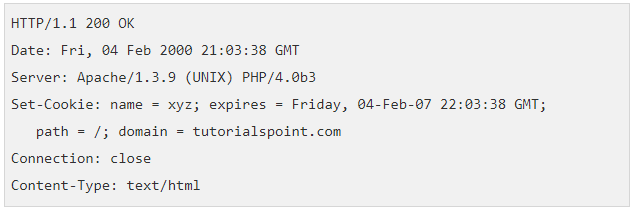 HTTP/1.1 200 OK
Date: Fri, 04 Feb 2000 21:03:38 GMT
Server: Apache/1.3.9 (UNIX) PHP/4.0b3
Set-Cookie: name = xyz; expires = Friday, 04-Feb-07 22:03:38 GMT;
path = /; domain = tutorialspoint.com
Connection: close
Content-Type: text/html